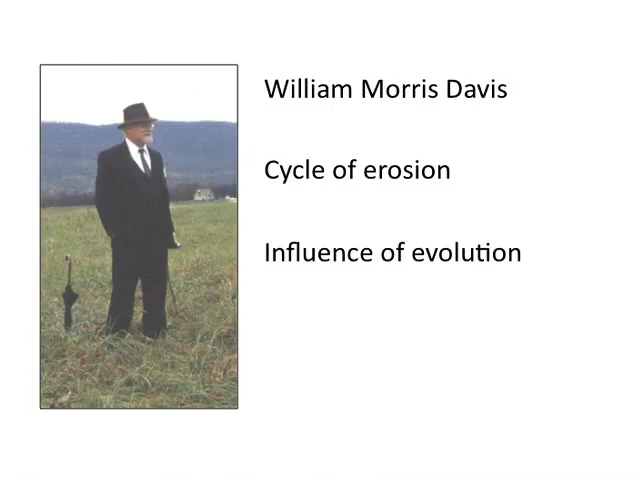 William Morris Davis
Cycle of erosion
Influence of evolution